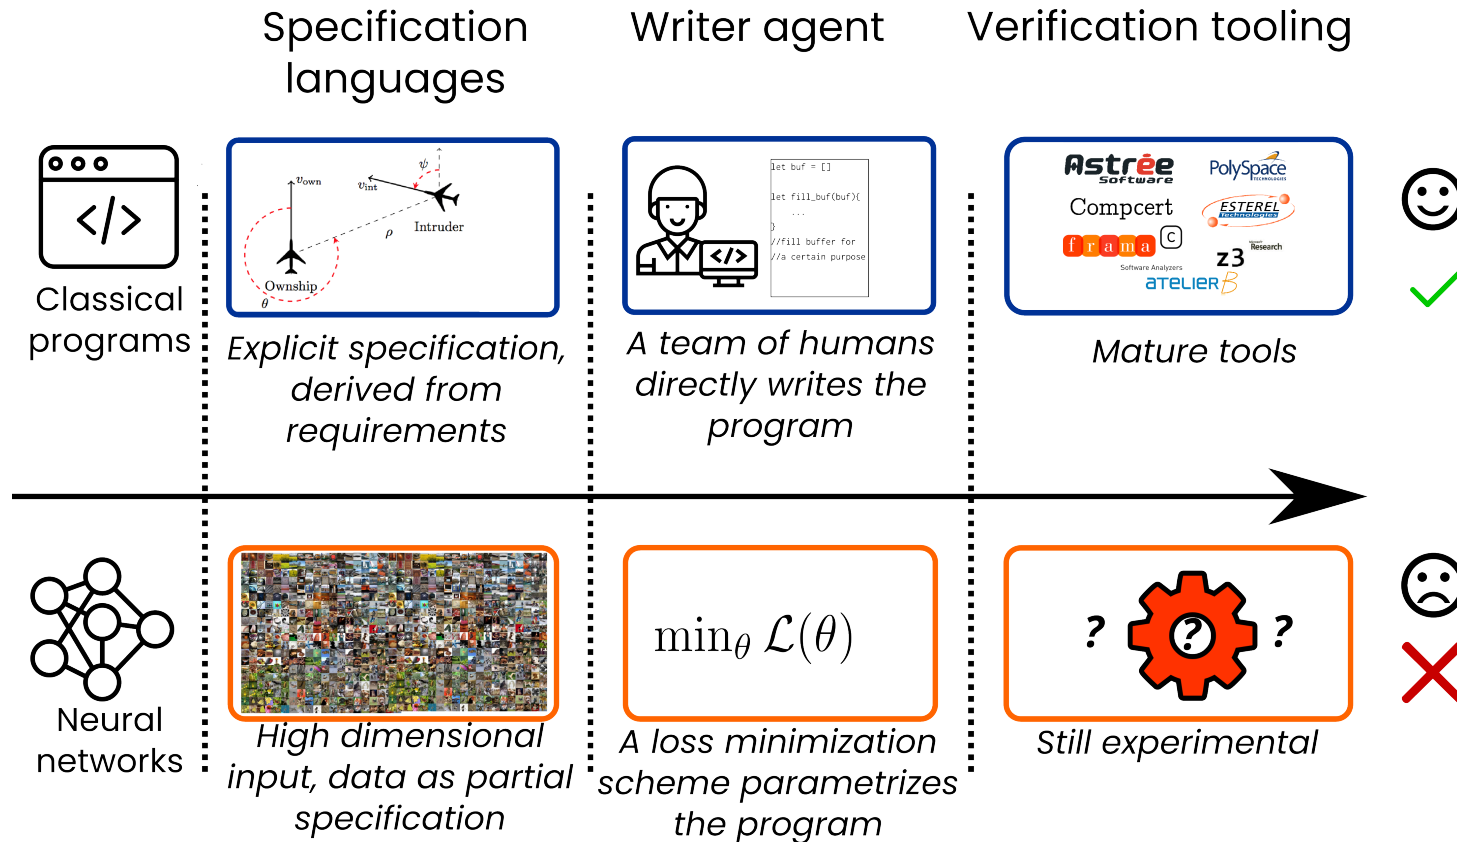 Specification
languages
Writer agent
Verification tooling
</>
Classical
programs
ψ
v_own
v_int
Intruder
ρ
Ownship
θ
Explicit specification,
derived from
requirements
</>
let buf = []
let fill_buf(buf){
...
}
//fill buffer for
//a certain purpose
A team of humans
directly writes the
program
Astrée
Software
PolySpace
TECHNOLOGIES
Compcert
ESTEREL
Technologies
frama
C
Software Analyzers
z3
Research
ATELIER B
Mature tools
Neural
networks
High dimensional
input, data as partial
specification
min_θ ℒ(θ)
A loss minimization
scheme parametrizes
the program
? ? ?
Still experimental